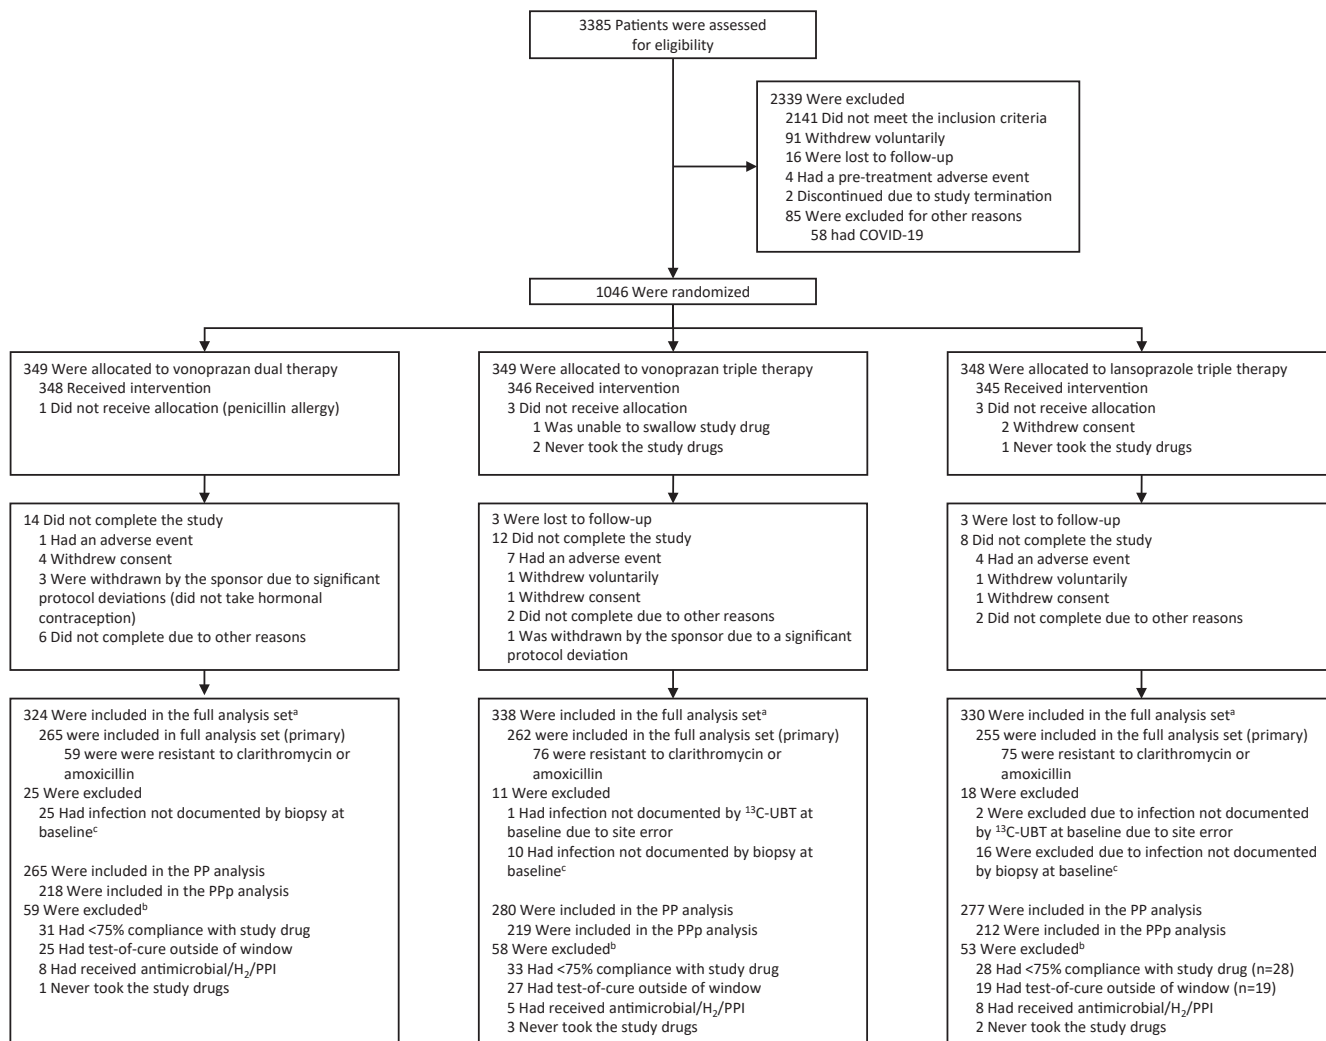 3385 Patients were assessed
for eligibility
2339 Were excluded
2141 Did not meet the inclusion criteria
91 Withdrew voluntarily
16 Were lost to follow-up
4 Had a pre-treatment adverse event
2 Discontinued due to study termination
85 Were excluded for other reasons
58 had COVID-19
1046 Were randomized
349 Were allocated to vonoprazan dual therapy
348 Received intervention
1 Did not receive allocation (penicillin allergy)
349 Were allocated to vonoprazan triple therapy
346 Received intervention
3 Did not receive allocation
1 Was unable to swallow study drug
2 Never took the study drugs
348 Were allocated to lansoprazole triple therapy
345 Received intervention
3 Did not receive allocation
2 Withdrew consent
1 Never took the study drugs
14 Did not complete the study
1 Had an adverse event
4 Withdrew consent
3 Were withdrawn by the sponsor due to significant
protocol deviations (did not take hormonal
contraception)
6 Did not complete due to other reasons
3 Were lost to follow-up
12 Did not complete the study
7 Had an adverse event
1 Withdrew voluntarily
1 Withdrew consent
2 Did not complete due to other reasons
1 Was withdrawn by the sponsor due to a significant
protocol deviation
3 Were lost to follow-up
8 Did not complete the study
4 Had an adverse event
1 Withdrew voluntarily
1 Withdrew consent
2 Did not complete due to other reasons
324 Were included in the full analysis setᵃ
265 were included in full analysis set (primary)
59 were were resistant to clarithromycin or
amoxicillin
25 Were excluded
25 Had infection not documented by biopsy at
baselineᶜ
265 Were included in the PP analysis
218 Were included in the PPp analysis
59 Were excludedᵇ
31 Had <75% compliance with study drug
25 Had test-of-cure outside of window
8 Had received antimicrobial/H₂/PPI
1 Never took the study drugs
338 Were included in the full analysis setᵃ
262 were included in full analysis set (primary)
76 were resistant to clarithromycin or
amoxicillin
11 Were excluded
1 Had infection not documented by ¹³C-UBT at
baseline due to site error
10 Had infection not documented by biopsy at
baselineᶜ
280 Were included in the PP analysis
219 Were included in the PPp analysis
58 Were excludedᵇ
33 Had <75% compliance with study drug
27 Had test-of-cure outside of window
5 Had received antimicrobial/H₂/PPI
3 Never took the study drugs
330 Were included in the full analysis setᵃ
255 were included in full analysis set (primary)
75 were resistant to clarithromycin or
amoxicillin
18 Were excluded
2 Were excluded due to infection not documented
by ¹³C-UBT at baseline due to site error
16 Were excluded due to infection not documented
by biopsy at baselineᶜ
277 Were included in the PP analysis
212 Were included in the PPp analysis
53 Were excludedᵇ
28 Had <75% compliance with study drug (n=28)
19 Had test-of-cure outside of window (n=19)
8 Had received antimicrobial/H₂/PPI
2 Never took the study drugs